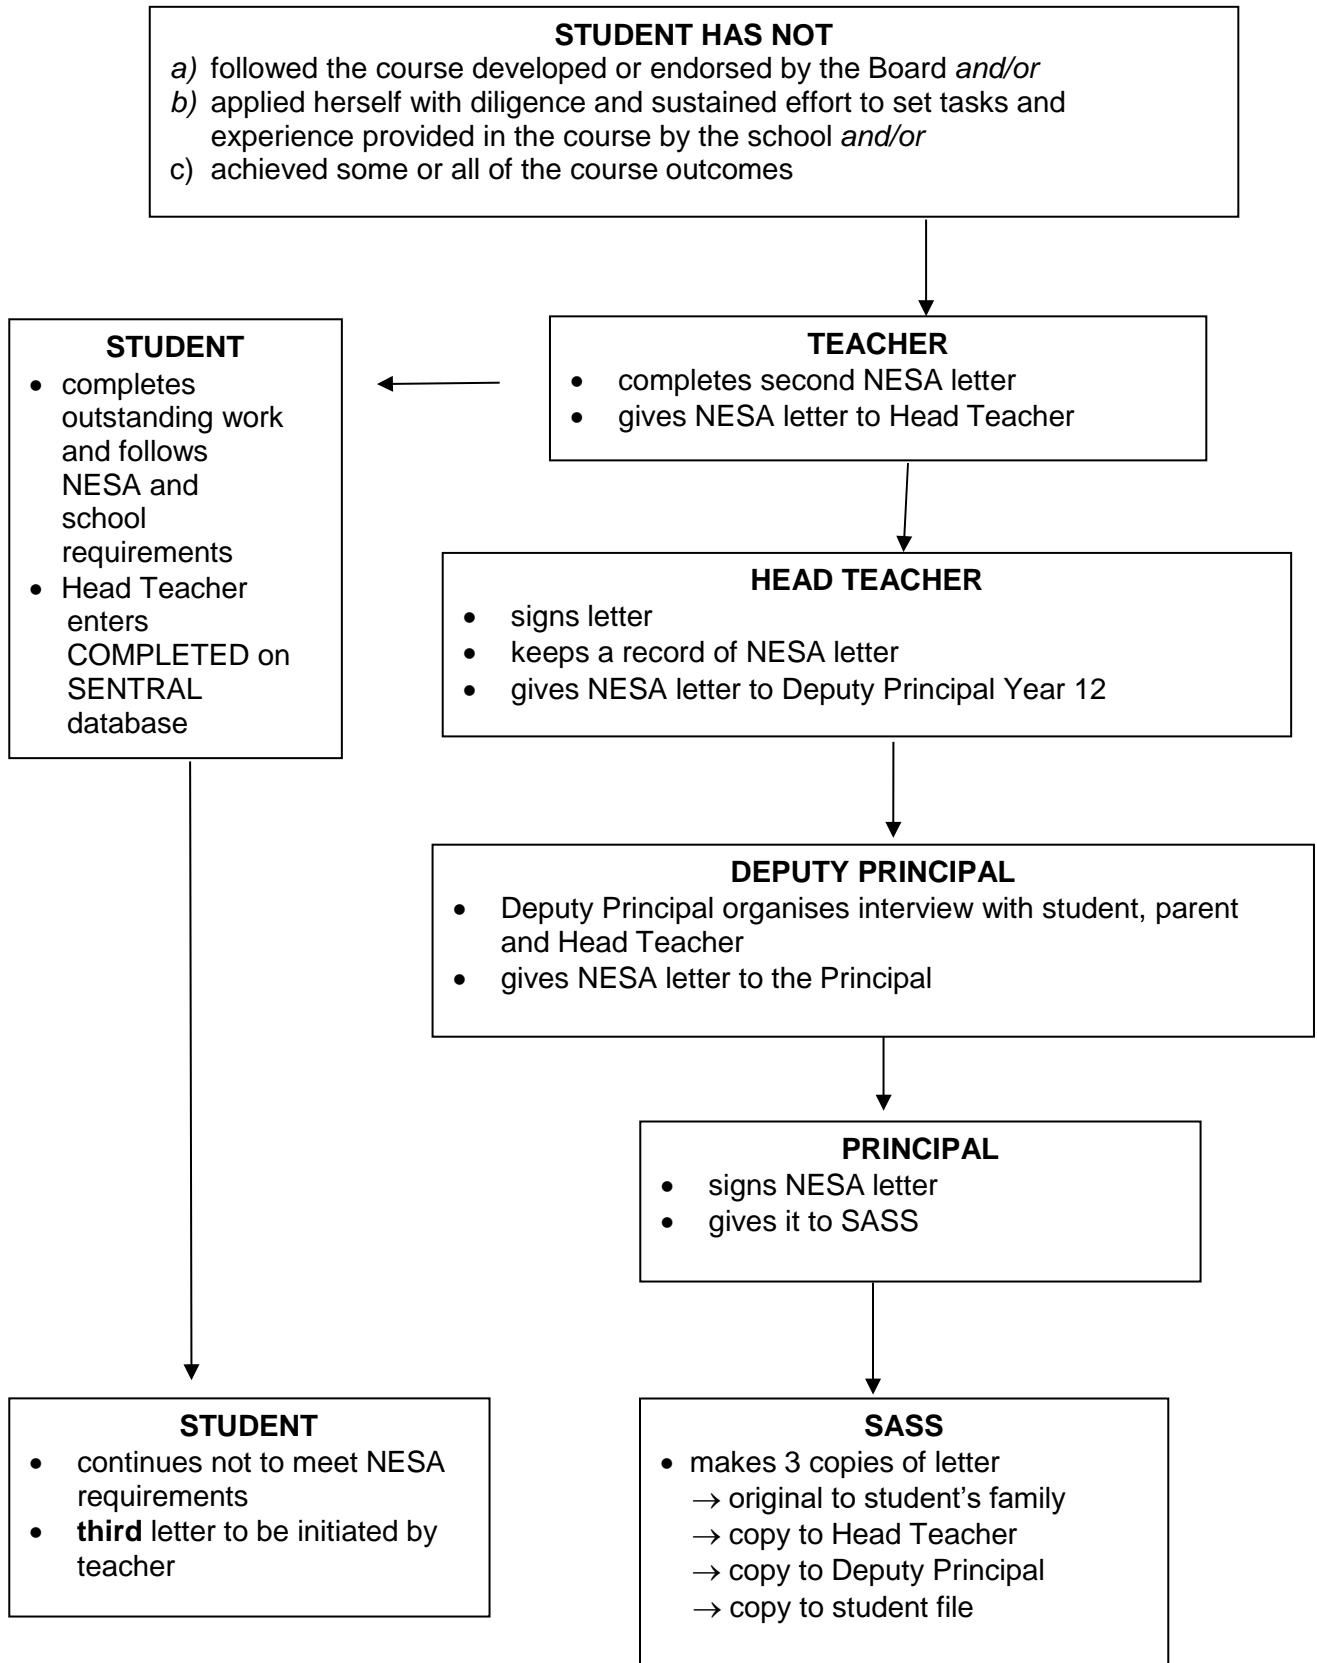 STUDENT HAS NOT
a) followed the course developed or endorsed by the Board and/or
b) applied herself with diligence and sustained effort to set tasks and
experience provided in the course by the school and/or
c) achieved some or all of the course outcomes
STUDENT
• completes
outstanding work
and follows
NESA and
school
requirements
• Head Teacher
enters
COMPLETED on
SENTRAL
database
TEACHER
• completes second NESA letter
• gives NESA letter to Head Teacher
HEAD TEACHER
• signs letter
• keeps a record of NESA letter
• gives NESA letter to Deputy Principal Year 12
DEPUTY PRINCIPAL
• Deputy Principal organises interview with student, parent
and Head Teacher
• gives NESA letter to the Principal
PRINCIPAL
• signs NESA letter
• gives it to SASS
STUDENT
• continues not to meet NESA
requirements
• third letter to be initiated by
teacher
SASS
• makes 3 copies of letter
→ original to student’s family
→ copy to Head Teacher
→ copy to Deputy Principal
→ copy to student file